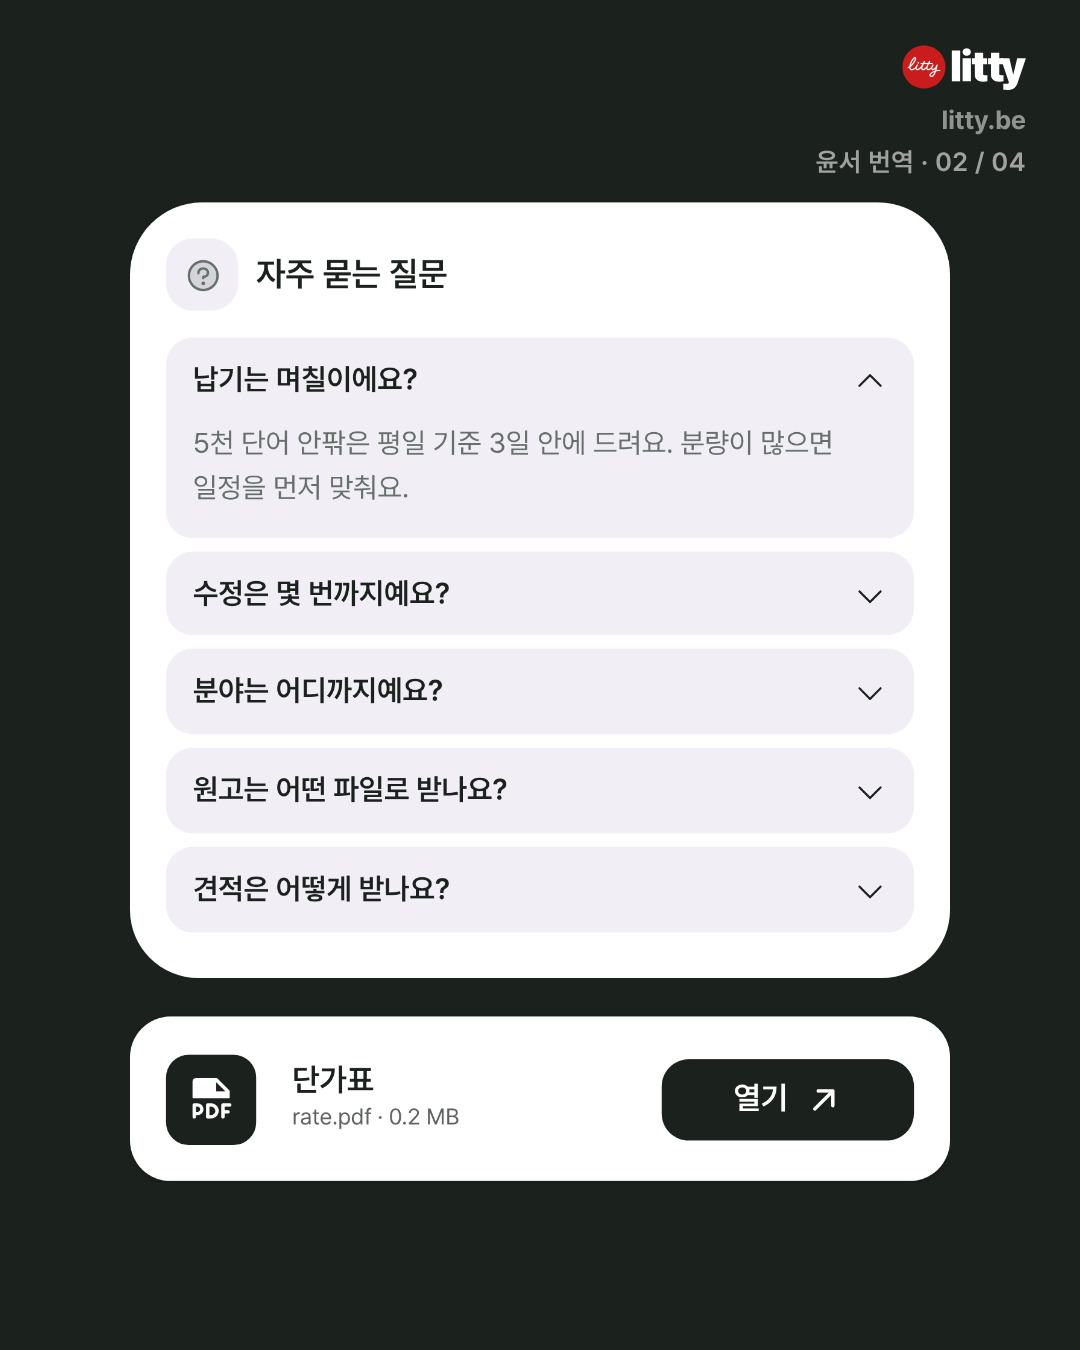 litty litty
litty.be
윤서 번역 · 02 / 04
자주 묻는 질문
납기는 며칠이에요?
5천 단어 안팎은 평일 기준 3일 안에 드려요. 분량이 많으면
일정을 먼저 맞춰요.
수정은 몇 번까지예요?
분야는 어디까지예요?
원고는 어떤 파일로 받나요?
견적은 어떻게 받나요?
PDF
단가표
rate.pdf · 0.2 MB
열기